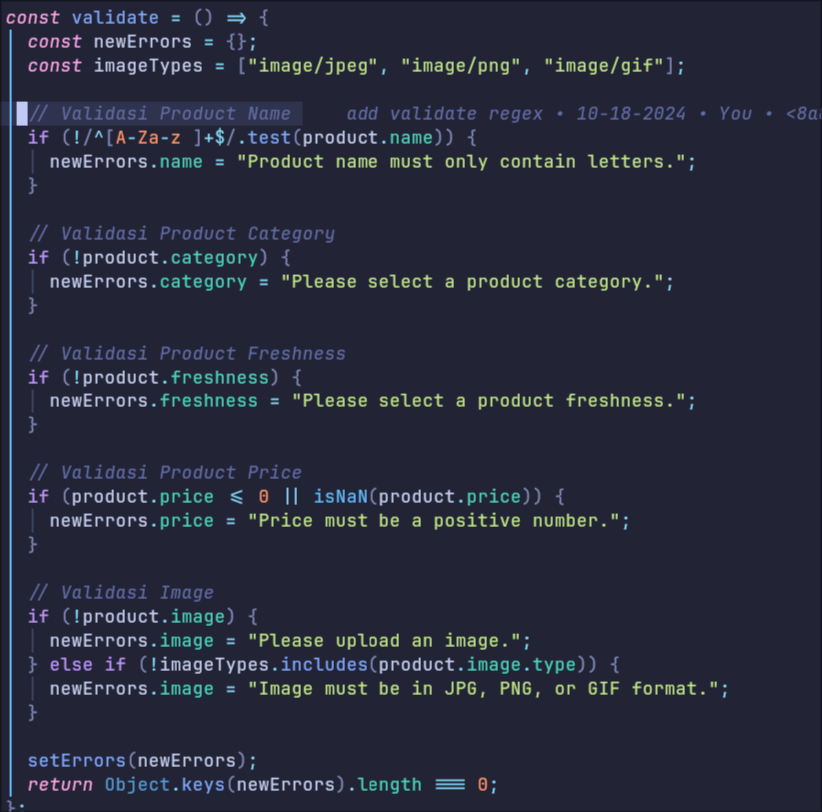 const validate = () => {
const newErrors = {};
const imageTypes = ["image/jpeg", "image/png", "image/gif"];
// Validasi Product Name add validate regex • 10-18-2024 • You • <8a
if (!/^[A-Za-z ]+$/.test(product.name)) {
newErrors.name = "Product name must only contain letters.";
}
// Validasi Product Category
if (!product.category) {
newErrors.category = "Please select a product category.";
}
// Validasi Product Freshness
if (!product.freshness) {
newErrors.freshness = "Please select a product freshness.";
}
// Validasi Product Price
if (product.price <= 0 || isNaN(product.price)) {
newErrors.price = "Price must be a positive number.";
}
// Validasi Image
if (!product.image) {
newErrors.image = "Please upload an image.";
} else if (!imageTypes.includes(product.image.type)) {
newErrors.image = "Image must be in JPG, PNG, or GIF format.";
}
setErrors(newErrors);
return Object.keys(newErrors).length === 0;
};